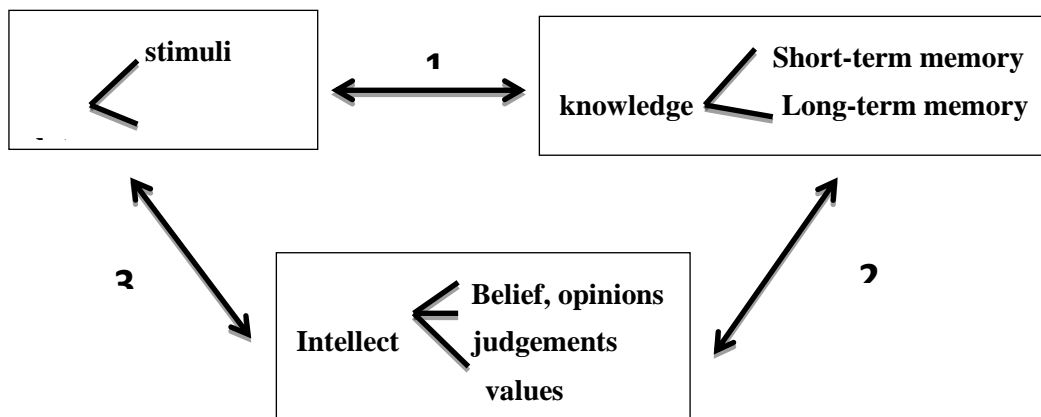 stimuli
1
Short-term memory
knowledge
Long-term memory
3
2
Belief, opinions
Intellect
judgements
values